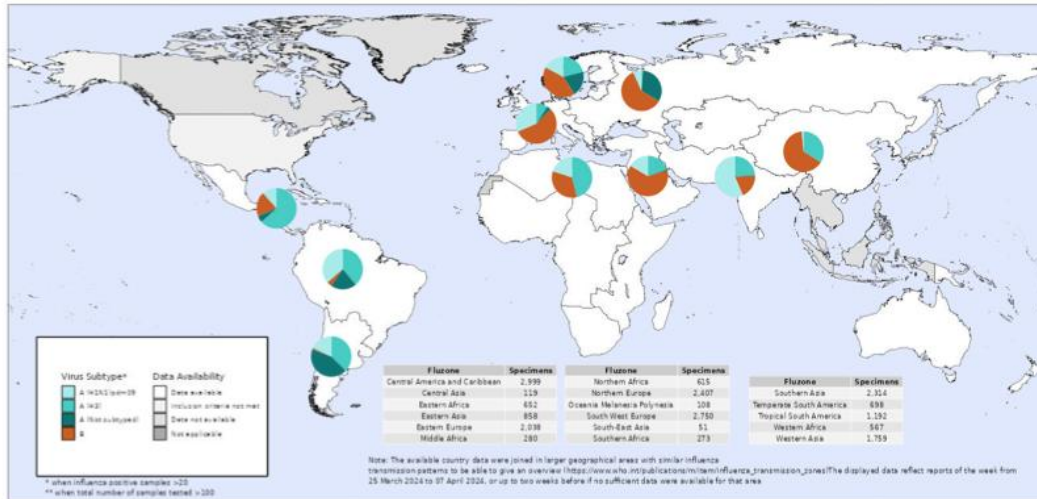 Virus Subtype*
A (H1N1)pdm09
A (H3)
A (Not subtyped)
B
Data Availability
Data available
Inclusion criteria not met
Data not available
Not applicable
* when influenza positive samples >20
** when total number of samples tested >100
Fluzone Specimens
Central America and Caribbean 2,999
Central Asia 119
Eastern Africa 652
Eastern Asia 858
Eastern Europe 2,038
Middle Africa 280
Fluzone Specimens
Northern Africa 615
Northern Europe 2,407
Oceania Melanesia Polynesia 108
South West Europe 2,750
South-East Asia 51
Southern Africa 273
Fluzone Specimens
Southern Asia 2,314
Temperate South America 698
Tropical South America 1,192
Western Africa 567
Western Asia 1,759
Note: The available country data were joined in larger geographical areas with similar influenza
transmission patterns to be able to give an overview (https://www.who.int/publications/m/item/influenza_transmission_zones)The displayed data reflect reports of the week from
25 March 2024 to 07 April 2024, or up to two weeks before if no sufficient data were available for that area